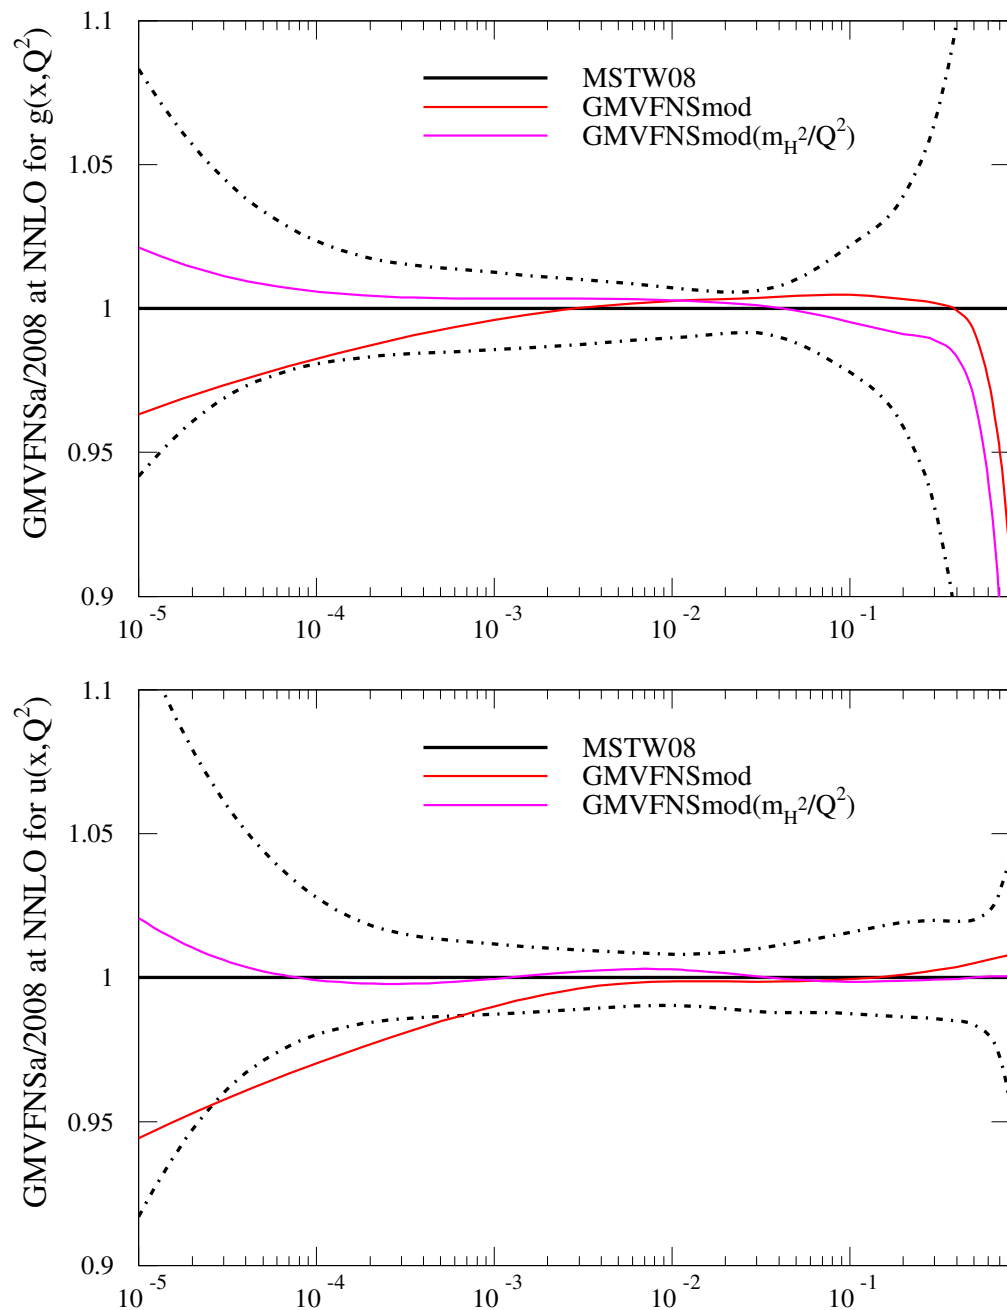 GMVFNSa/2008 at NNLO for g(x,Q²)
1.1
1.05
1
0.95
0.9
MSTW08
GMVFNSmod
GMVFNSmod(m_H²/Q²)
10⁻⁵ 10⁻⁴ 10⁻³ 10⁻² 10⁻¹
GMVFNSa/2008 at NNLO for u(x,Q²)
1.1
1.05
1
0.95
0.9
MSTW08
GMVFNSmod
GMVFNSmod(m_H²/Q²)
10⁻⁵ 10⁻⁴ 10⁻³ 10⁻² 10⁻¹